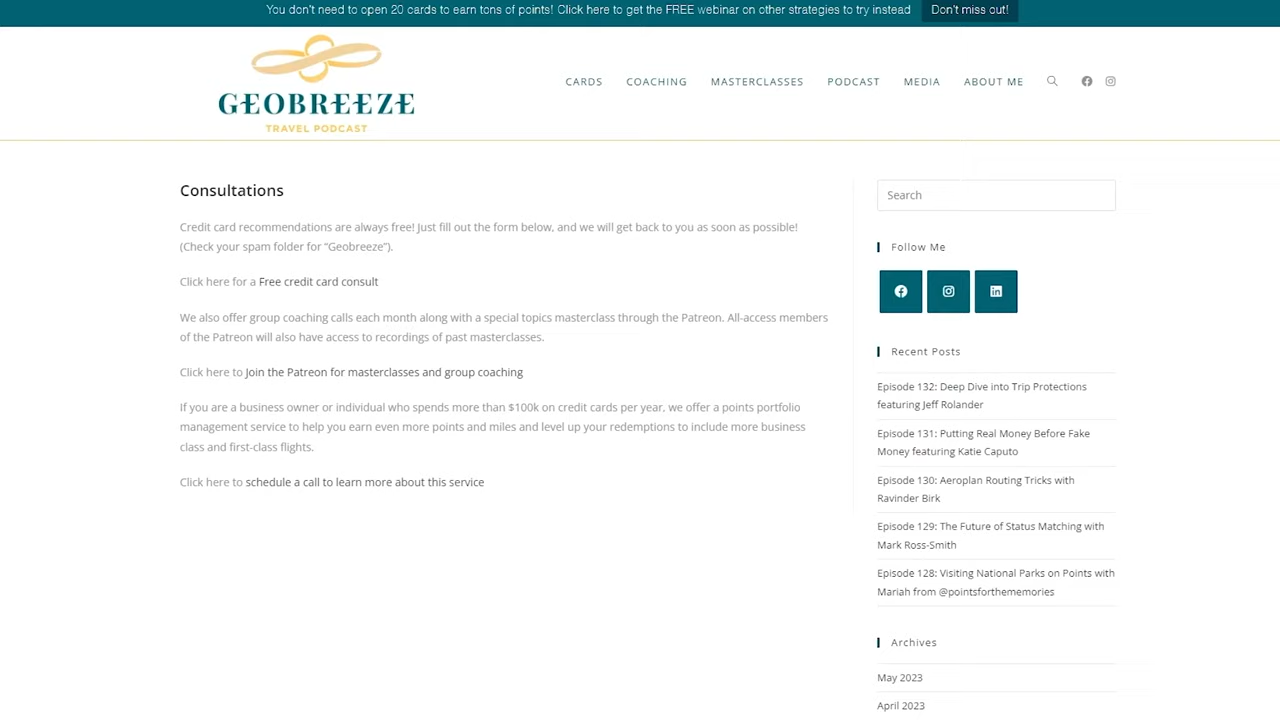 You don't need to open 20 cards to earn tons of points! Click here to get the FREE webinar on other strategies to try instead
Don't miss out!
GEOBREEZE
TRAVEL PODCAST
CARDS
COACHING
MASTERCLASSES
PODCAST
MEDIA
ABOUT ME
Consultations
Credit card recommendations are always free! Just fill out the form below, and we will get back to you as soon as possible!
(Check your spam folder for “Geobreeze”).
Click here for a Free credit card consult
We also offer group coaching calls each month along with a special topics masterclass through the Patreon. All-access members
of the Patreon will also have access to recordings of past masterclasses.
Click here to Join the Patreon for masterclasses and group coaching
If you are a business owner or individual who spends more than $100k on credit cards per year, we offer a points portfolio
management service to help you earn even more points and miles and level up your redemptions to include more business
class and first-class flights.
Click here to schedule a call to learn more about this service
Search
Follow Me
Recent Posts
Episode 132: Deep Dive into Trip Protections
featuring Jeff Rolander
Episode 131: Putting Real Money Before Fake
Money featuring Katie Caputo
Episode 130: Aeroplan Routing Tricks with
Ravinder Birk
Episode 129: The Future of Status Matching with
Mark Ross-Smith
Episode 128: Visiting National Parks on Points with
Mariah from @pointsforthememories
Archives
May 2023
April 2023